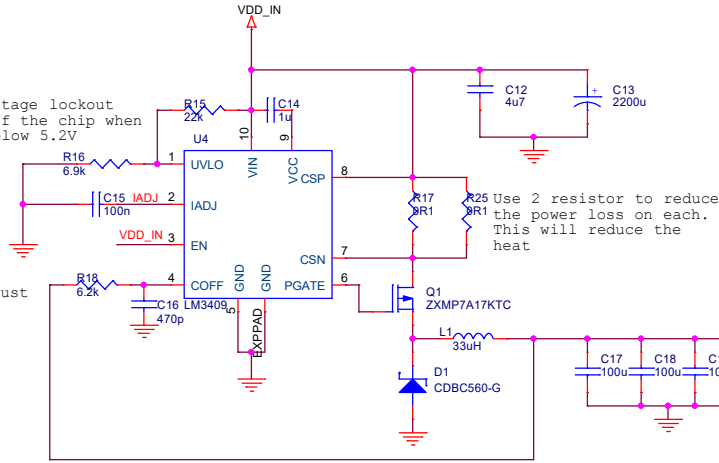 VDD_IN
tage lockout
f the chip when
low 5.2V
R15
22k
C14
1u
C12
4u7
C13
+
2200u
U4
10
9
R16
6.9k
1
UVLO
VIN
VCC
CSP
8
C15
100n
IADJ
2
IADJ
R17
0R1
R25
0R1
Use 2 resistor to reduce
the power loss on each.
This will reduce the
heat
VDD_IN
3
EN
CSN
7
R18
6.2k
4
COFF
GND
GND
PGATE
6
Q1
ZXMP7A17KTC
ust
C16
470p
LM3409
5
EXPPAD
L1
33uH
D1
CDBC560-G
C17
100u
C18
100u
C1
10